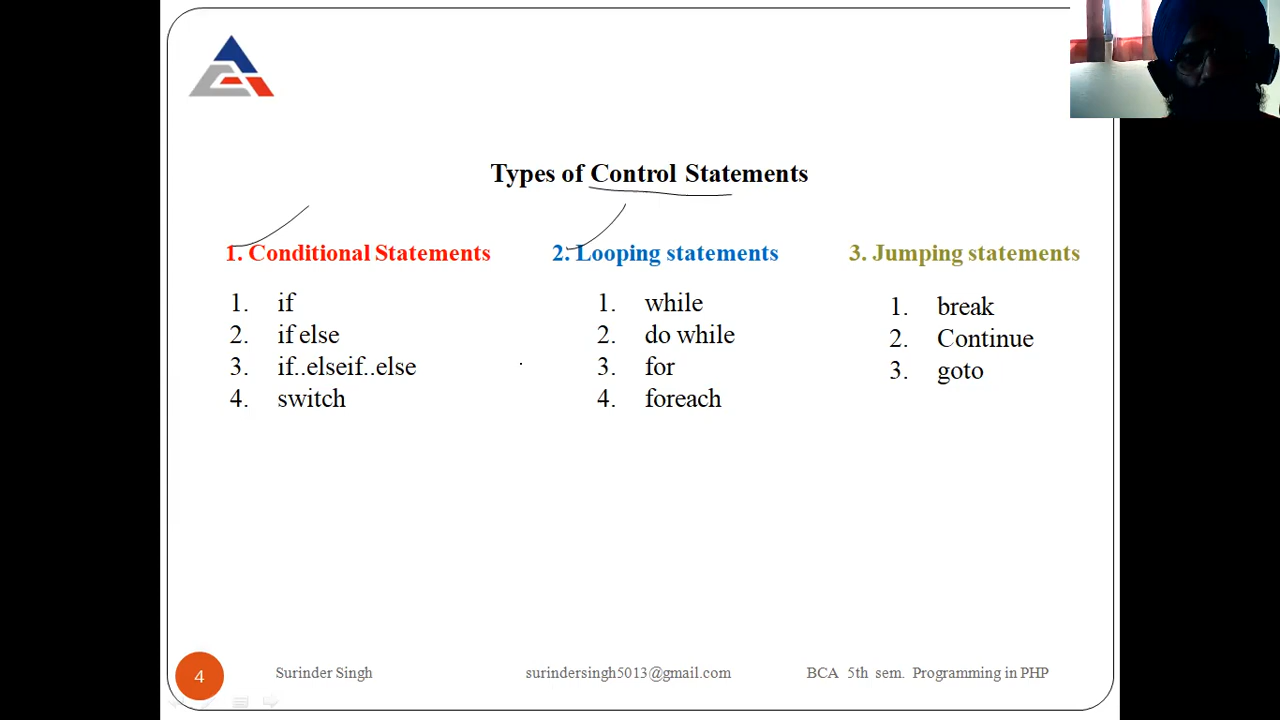 Types of Control Statements
1. Conditional Statements
1. if
2. if else
3. if..elseif..else
4. switch
2. Looping statements
1. while
2. do while
3. for
4. foreach
3. Jumping statements
1. break
2. Continue
3. goto
4
Surinder Singh
surindersingh5013@gmail.com
BCA 5th sem. Programming in PHP